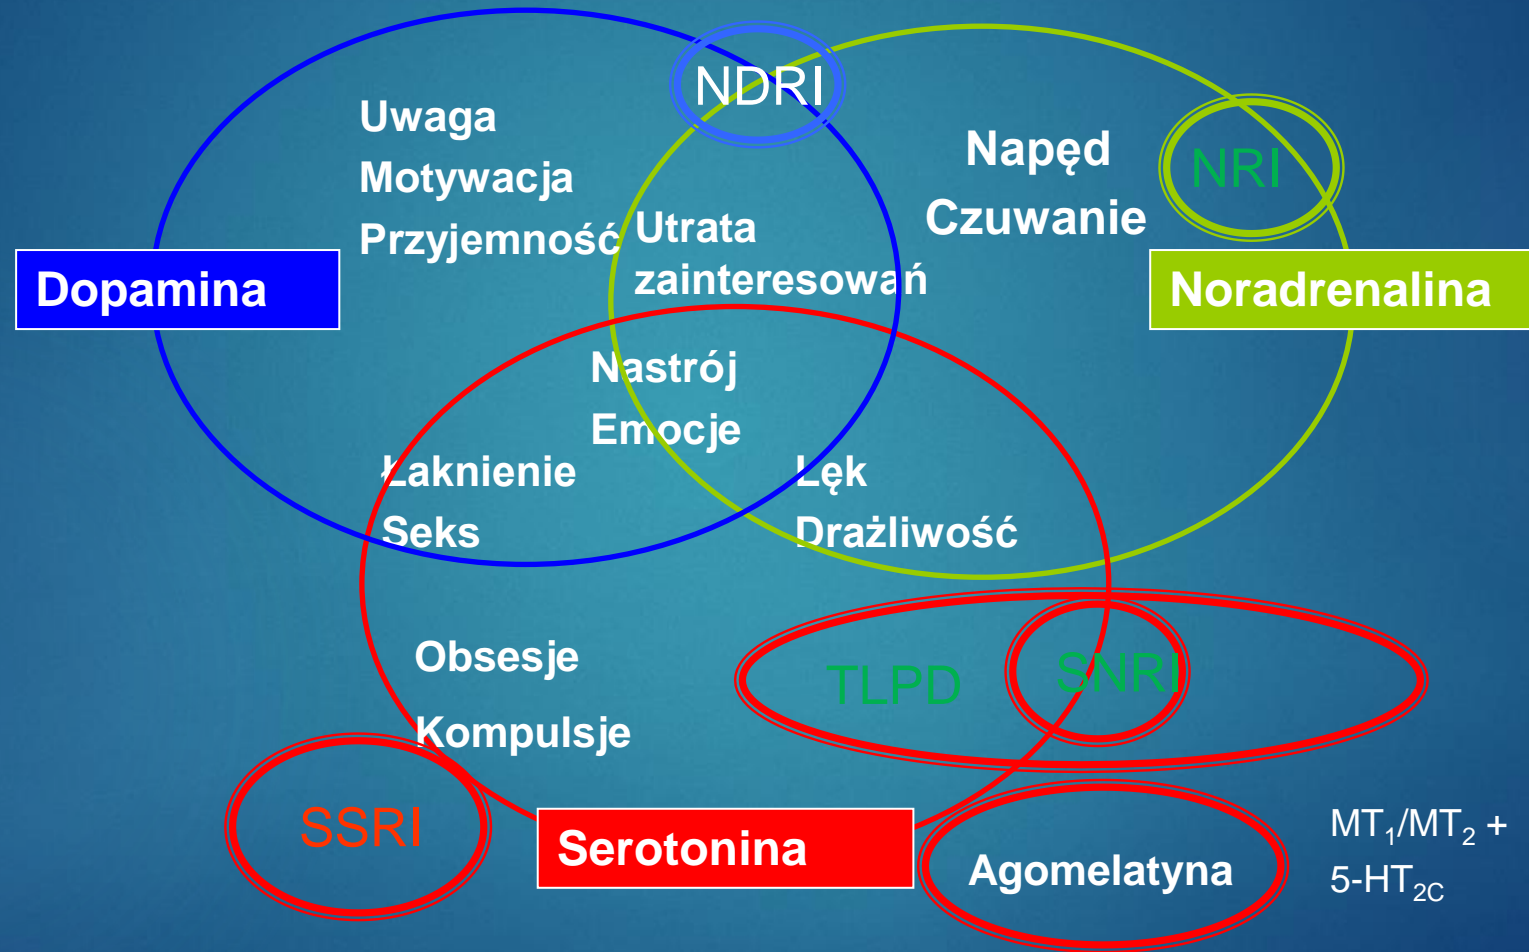 NDRI
Uwaga
Motywacja
Przyjemność
Napęd
Czuwanie
NRI
Utrata
zainteresowań
Dopamina
Noradrenalina
Nastrój
Emocje
Łaknienie
Seks
Lęk
Drażliwość
Obsesje
Kompulsje
TLPD
SNRI
SSRI
Serotonina
Agomelatyna
MT₁/MT₂ +
5-HT₂C